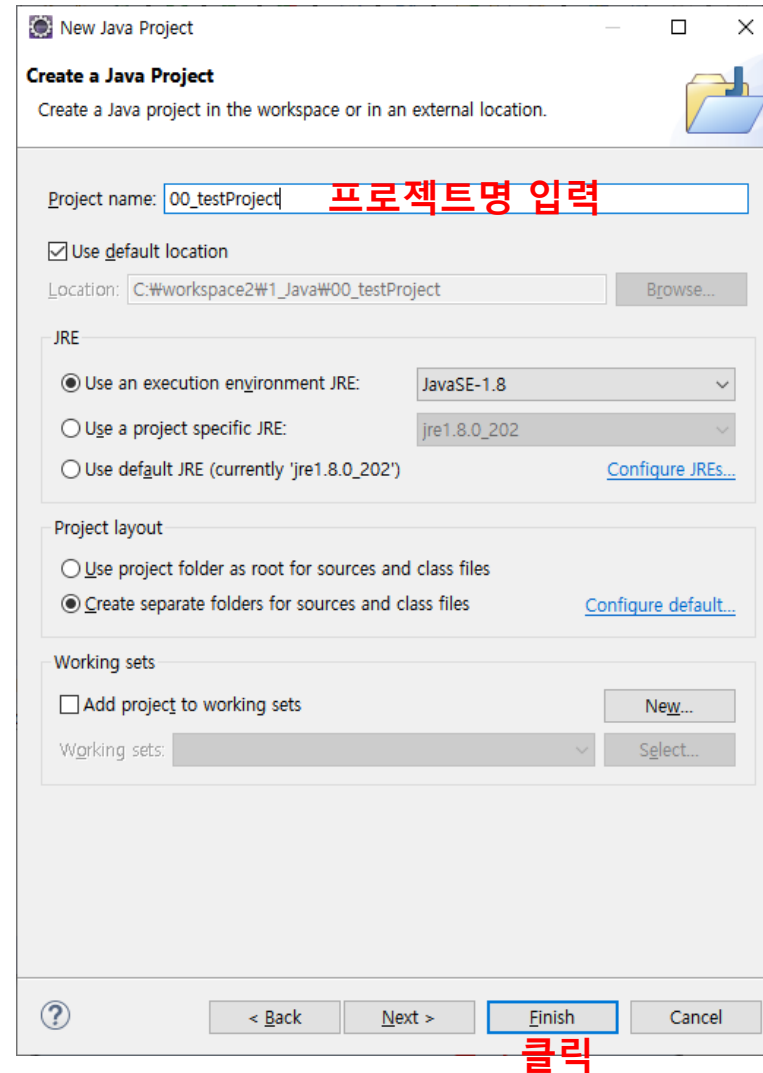 New Java Project
Create a Java Project
Create a Java project in the workspace or in an external location.
Project name: 00_testProject 프로젝트명 입력
Use default location
Location: C:₩workspace2₩1_Java₩00_testProject Browse...
JRE
Use an execution environment JRE: JavaSE-1.8
Use a project specific JRE: jre1.8.0_202
Use default JRE (currently 'jre1.8.0_202') Configure JREs...
Project layout
Use project folder as root for sources and class files
Create separate folders for sources and class files Configure default...
Working sets
Add project to working sets New...
Working sets: Select...
? < Back Next > Finish Cancel
클릭